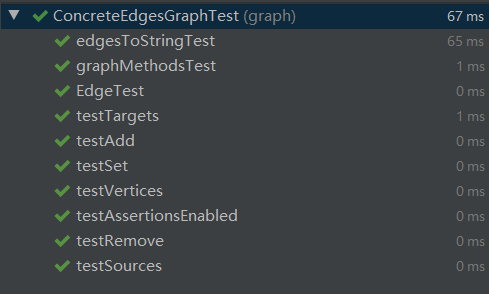 ConcreteEdgesGraphTest (graph) 67 ms
edgesToStringTest 65 ms
graphMethodsTest 1 ms
EdgeTest 0 ms
testTargets 1 ms
testAdd 0 ms
testSet 0 ms
testVertices 0 ms
testAssertionsEnabled 0 ms
testRemove 0 ms
testSources 0 ms